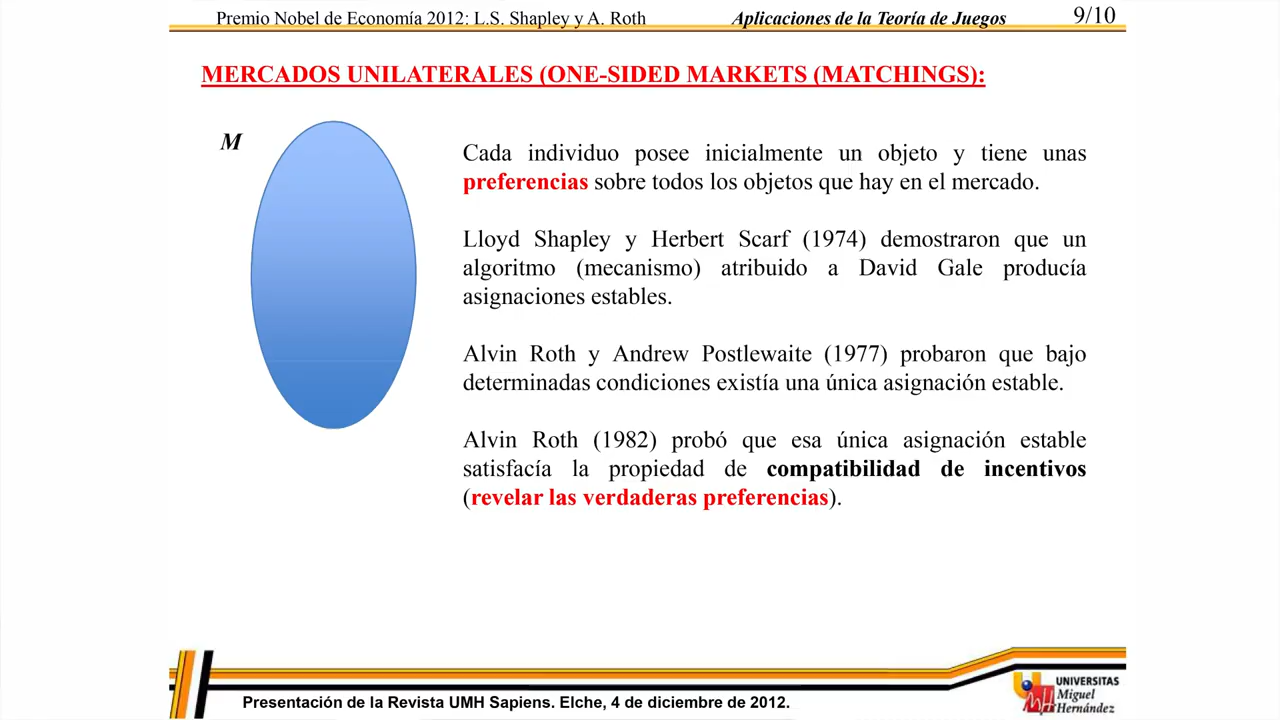 Premio Nobel de Economía 2012: L.S. Shapley y A. Roth
Aplicaciones de la Teoría de Juegos
9/10
MERCADOS UNILATERALES (ONE-SIDED MARKETS (MATCHINGS):
M
Cada individuo posee inicialmente un objeto y tiene unas
preferencias sobre todos los objetos que hay en el mercado.
Lloyd Shapley y Herbert Scarf (1974) demostraron que un
algoritmo (mecanismo) atribuido a David Gale producía
asignaciones estables.
Alvin Roth y Andrew Postlewaite (1977) probaron que bajo
determinadas condiciones existía una única asignación estable.
Alvin Roth (1982) probó que esa única asignación estable
satisfacía la propiedad de compatibilidad de incentivos
(revelar las verdaderas preferencias).
Presentación de la Revista UMH Sapiens. Elche, 4 de diciembre de 2012.
UNIVERSITAS
Miguel
Hernández